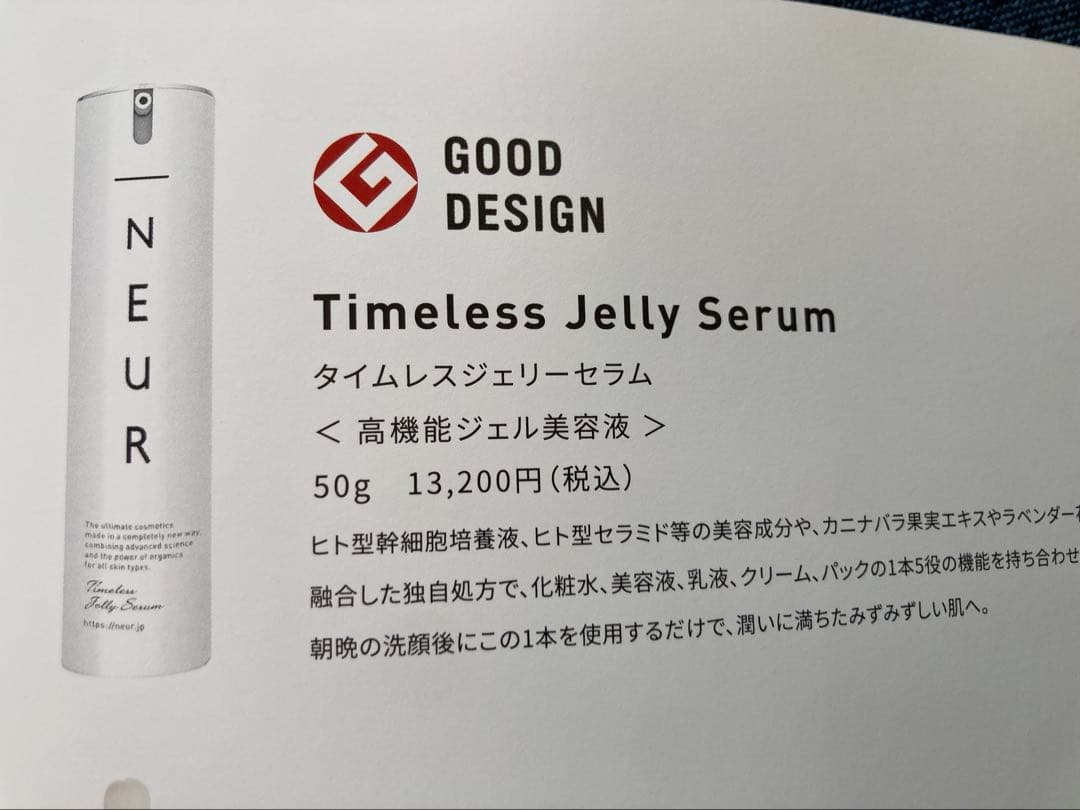 NEUR
The ultimate cosmetics
made in a completely new way,
combining advanced science
and the power of organics
for all skin types.
Timeless
Jelly Serum
https://neur.jp
GOOD
DESIGN
Timeless Jelly Serum
タイムレスジェリーセラム
＜ 高機能ジェル美容液 ＞
50g　13,200円（税込）
ヒト型幹細胞培養液、ヒト型セラミド等の美容成分や、カニナバラ果実エキスやラベンダー
融合した独自処方で、化粧水、美容液、乳液、クリーム、パックの1本5役の機能を持ち合わせ
朝晩の洗顔後にこの1本を使用するだけで、潤いに満ちたみずみずしい肌へ。